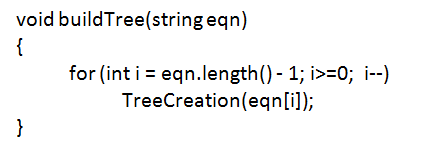 void buildTree(string eqn)
{
for (int i = eqn.length() - 1; i>=0; i--)
TreeCreation(eqn[i]);
}